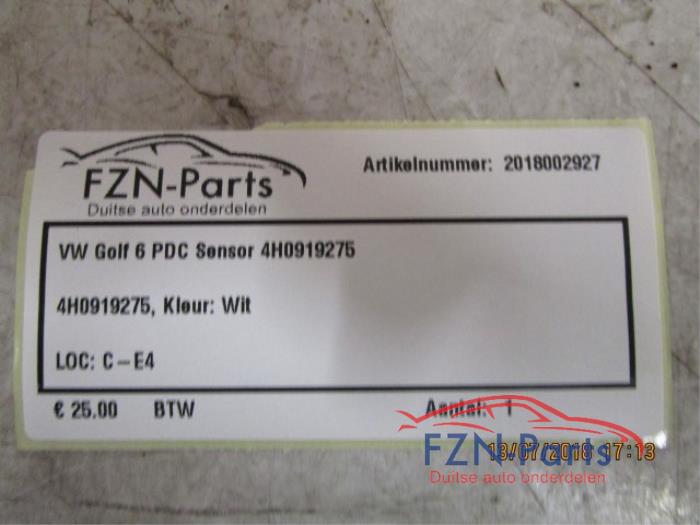 FZN-Parts
Duitse auto onderdelen
Artikelnummer: 2018002927
VW Golf 6 PDC Sensor 4H0919275
4H0919275, Kleur: Wit
LOC: C-E4
€ 25.00 BTW Aantal: 1
13/07/2018 17:13
FZN-Parts
Duitse auto onderdelen